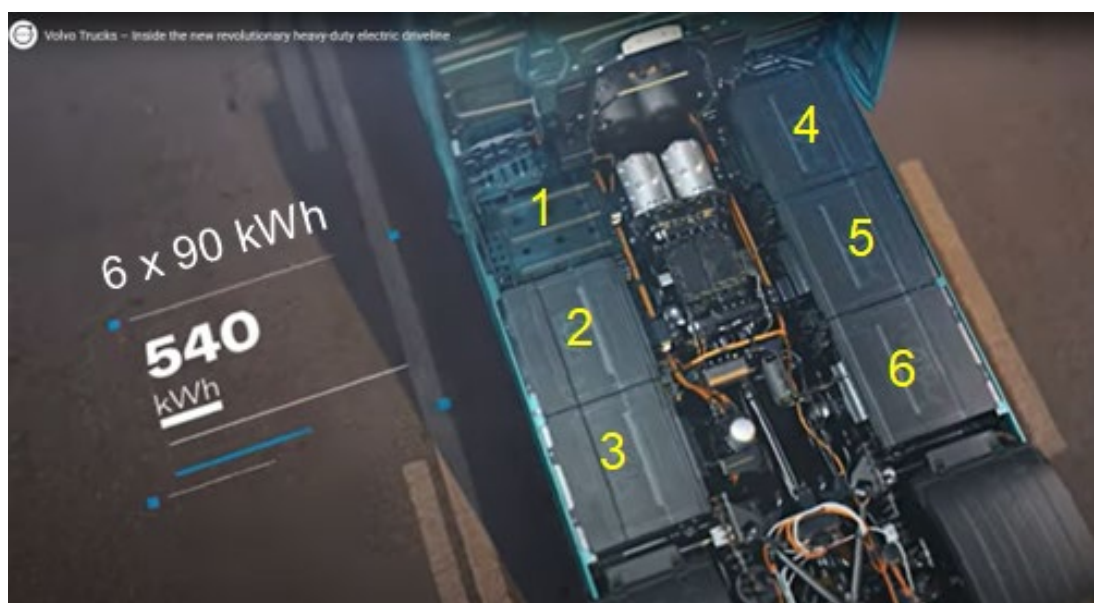 Volvo Trucks – Inside the new revolutionary heavy-duty electric driveline
6 x 90 kWh
540
kWh
1
2
3
4
5
6